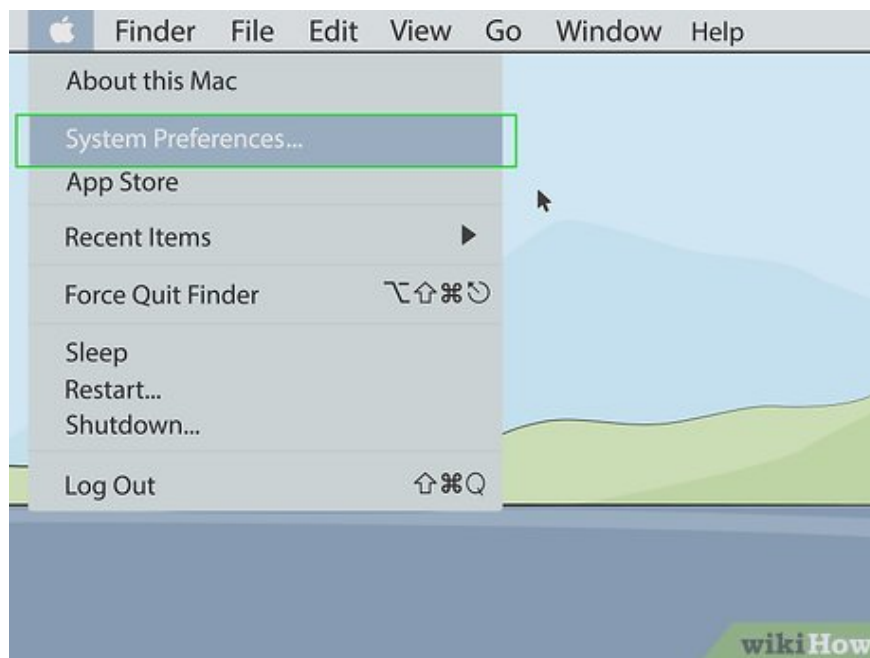 Finder File Edit View Go Window Help
About this Mac
System Preferences...
App Store
Recent Items
Force Quit Finder ⌥⇧⌘⎋
Sleep
Restart...
Shutdown...
Log Out ⇧⌘Q
wikiHow